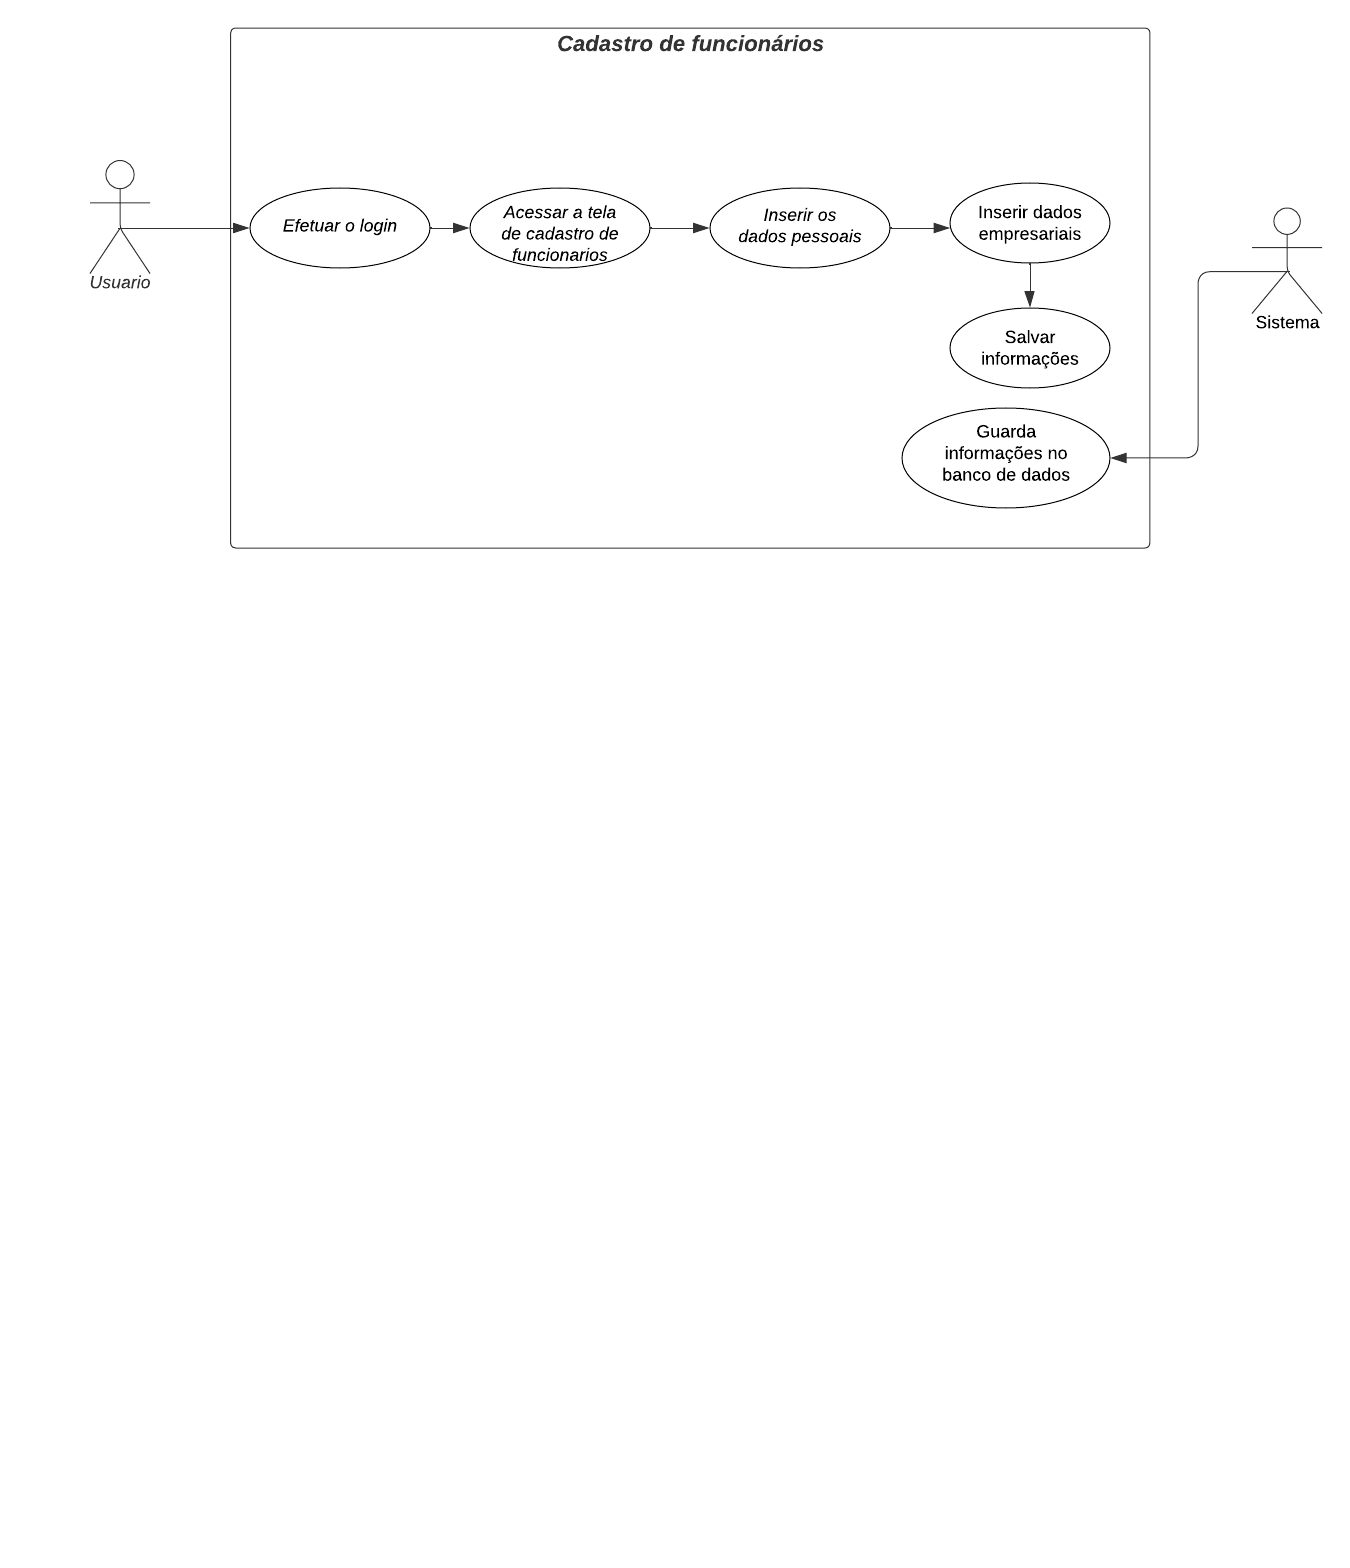 Cadastro de funcionários
Usuario
Efetuar o login
Acessar a tela
de cadastro de
funcionarios
Inserir os
dados pessoais
Inserir dados
empresariais
Salvar
informações
Guarda
informações no
banco de dados
Sistema